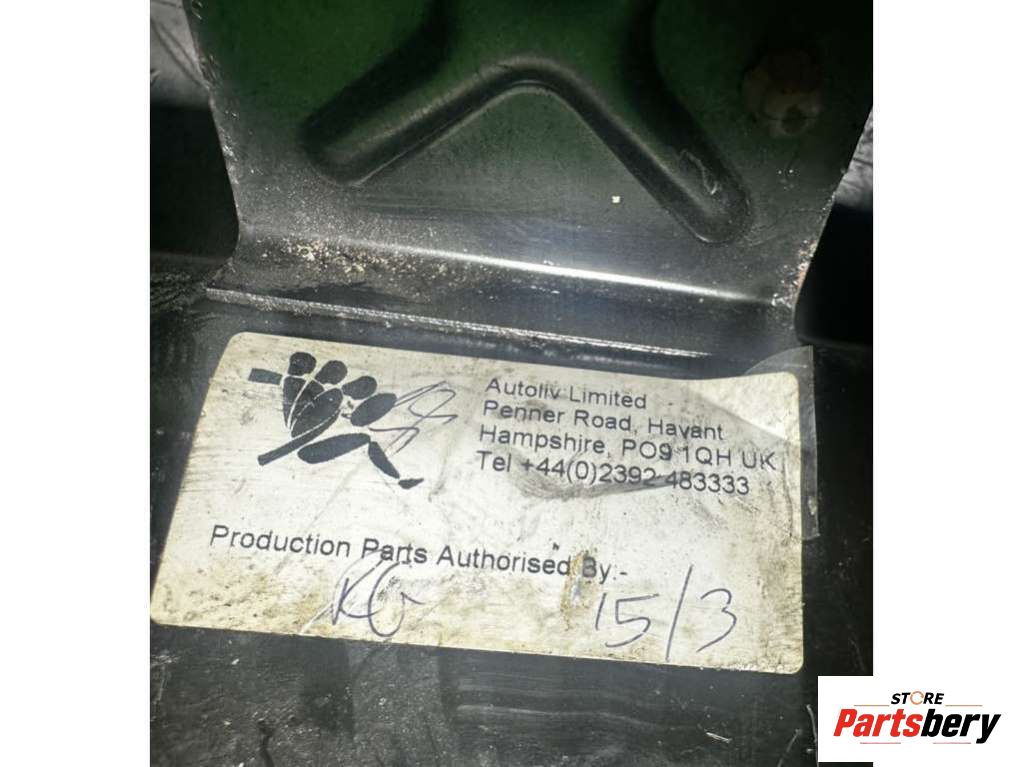 Autoliv Limited
Penner Road, Havant
Hampshire, PO9 1QH UK
Tel +44(0)2392 483333
Production Parts Authorised By:-
KG 15/3
STORE
Partsbery